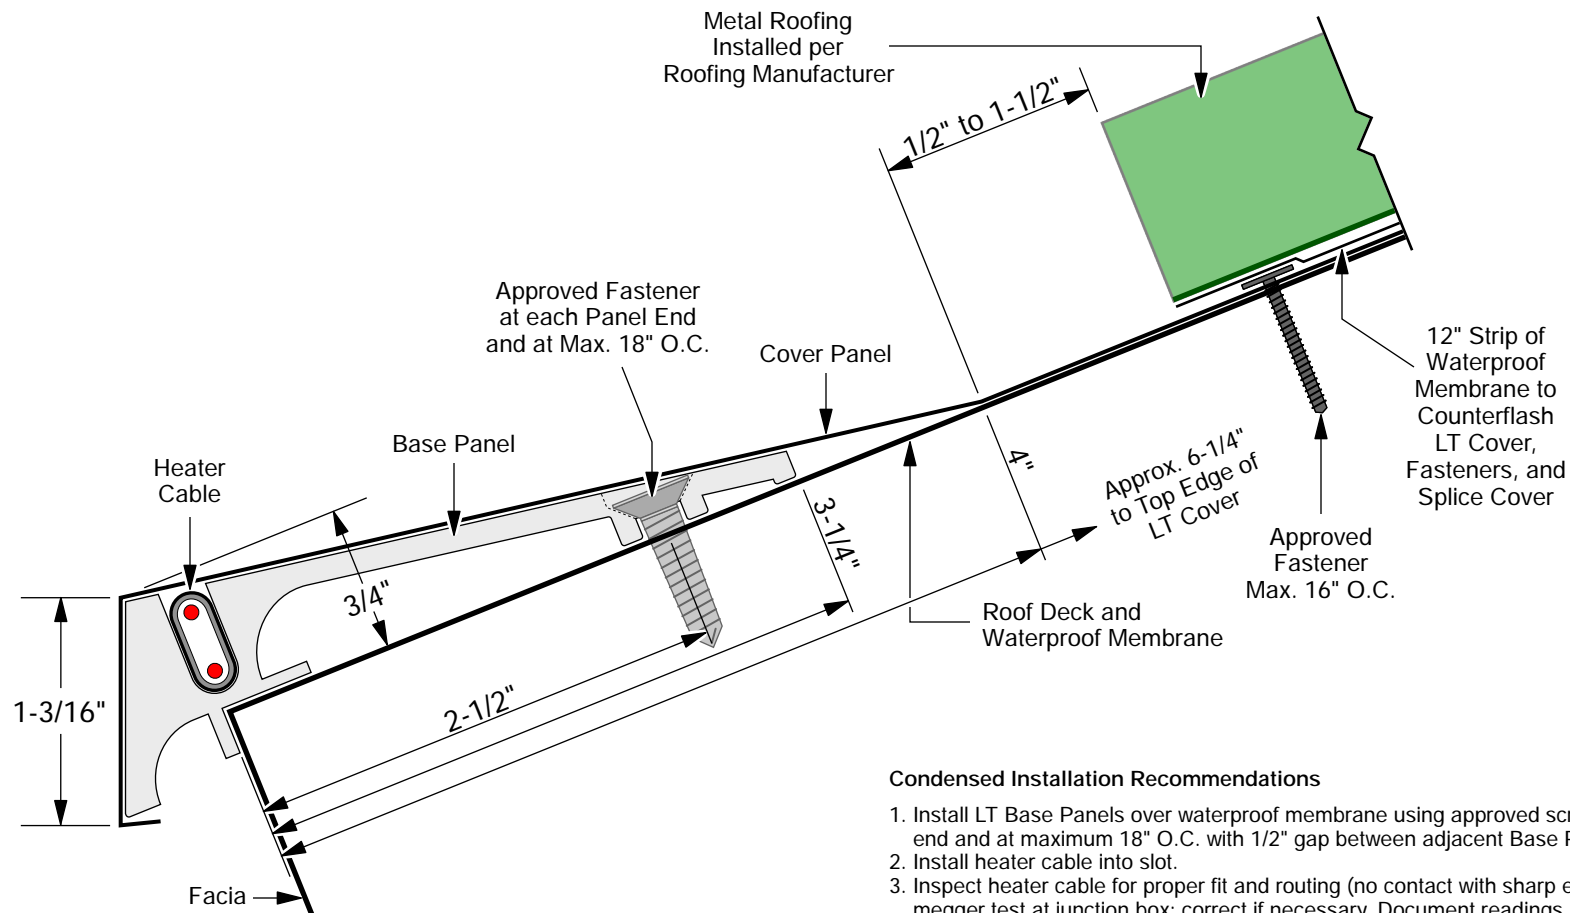 Metal Roofing
Installed per
Roofing Manufacturer
1/2" to 1-1/2"
Approved Fastener
at each Panel End
and at Max. 18" O.C.
Cover Panel
Base Panel
Heater
Cable
12" Strip of
Waterproof
Membrane to
Counterflash
LT Cover,
Fasteners, and
Splice Cover
4"
Approx. 6-1/4"
to Top Edge of
LT Cover
3-1/4"
Approved
Fastener
Max. 16" O.C.
3/4"
Roof Deck and
Waterproof Membrane
1-3/16"
2-1/2"
Facia
Condensed Installation Recommendations
1. Install LT Base Panels over waterproof membrane using approved
end and at maximum 18" O.C. with 1/2" gap between adjacent Base
2. Install heater cable into slot.
3. Inspect heater cable for proper fit and routing (no contact with sharp
megger test at junction box; correct if necessary. Document readings